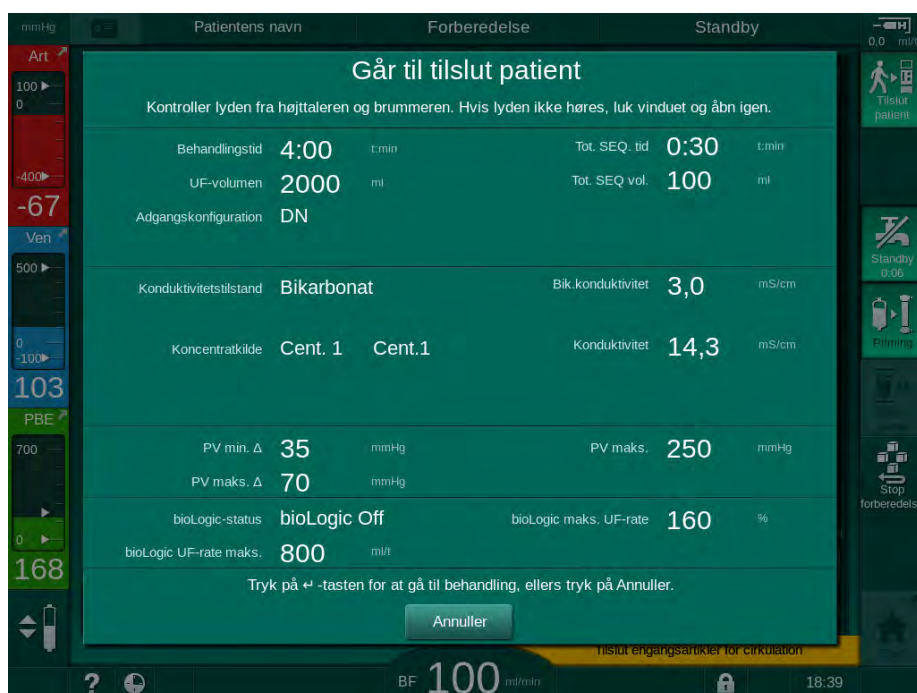 mmHg
Patientens navn
Forberedelse
Standby
0,0 ml/t
Art
100
0
-400
-67
Ven
500
0
-100
103
PBE
700
0
168
Går til tilslut patient
Kontroller lyden fra højttaleren og brummeren. Hvis lyden ikke høres, luk vinduet og åbn igen.
Behandlingstid 4:00 t:min Tot. SEQ. tid 0:30 t:min
UF-volumen 2000 ml Tot. SEQ vol. 100 ml
Adgangskonfiguration DN
Konduktivitetstilstand Bikarbonat Bik.konduktivitet 3,0 mS/cm
Koncentratkilde Cent. 1 Cent.1 Konduktivitet 14,3 mS/cm
PV min. Δ 35 mmHg PV maks. 250 mmHg
PV maks. Δ 70 mmHg
bioLogic-status bioLogic Off bioLogic maks. UF-rate 160 %
bioLogic UF-rate maks. 800 ml/t
Tryk på ↵ -tasten for at gå til behandling, ellers tryk på Annuller.
Annuller
Tilslut
patient
Standby
0:06
Priming
Stop
forberedels
Tilslut engangsartikler for cirkulation
? BF 100 ml/min 18:39